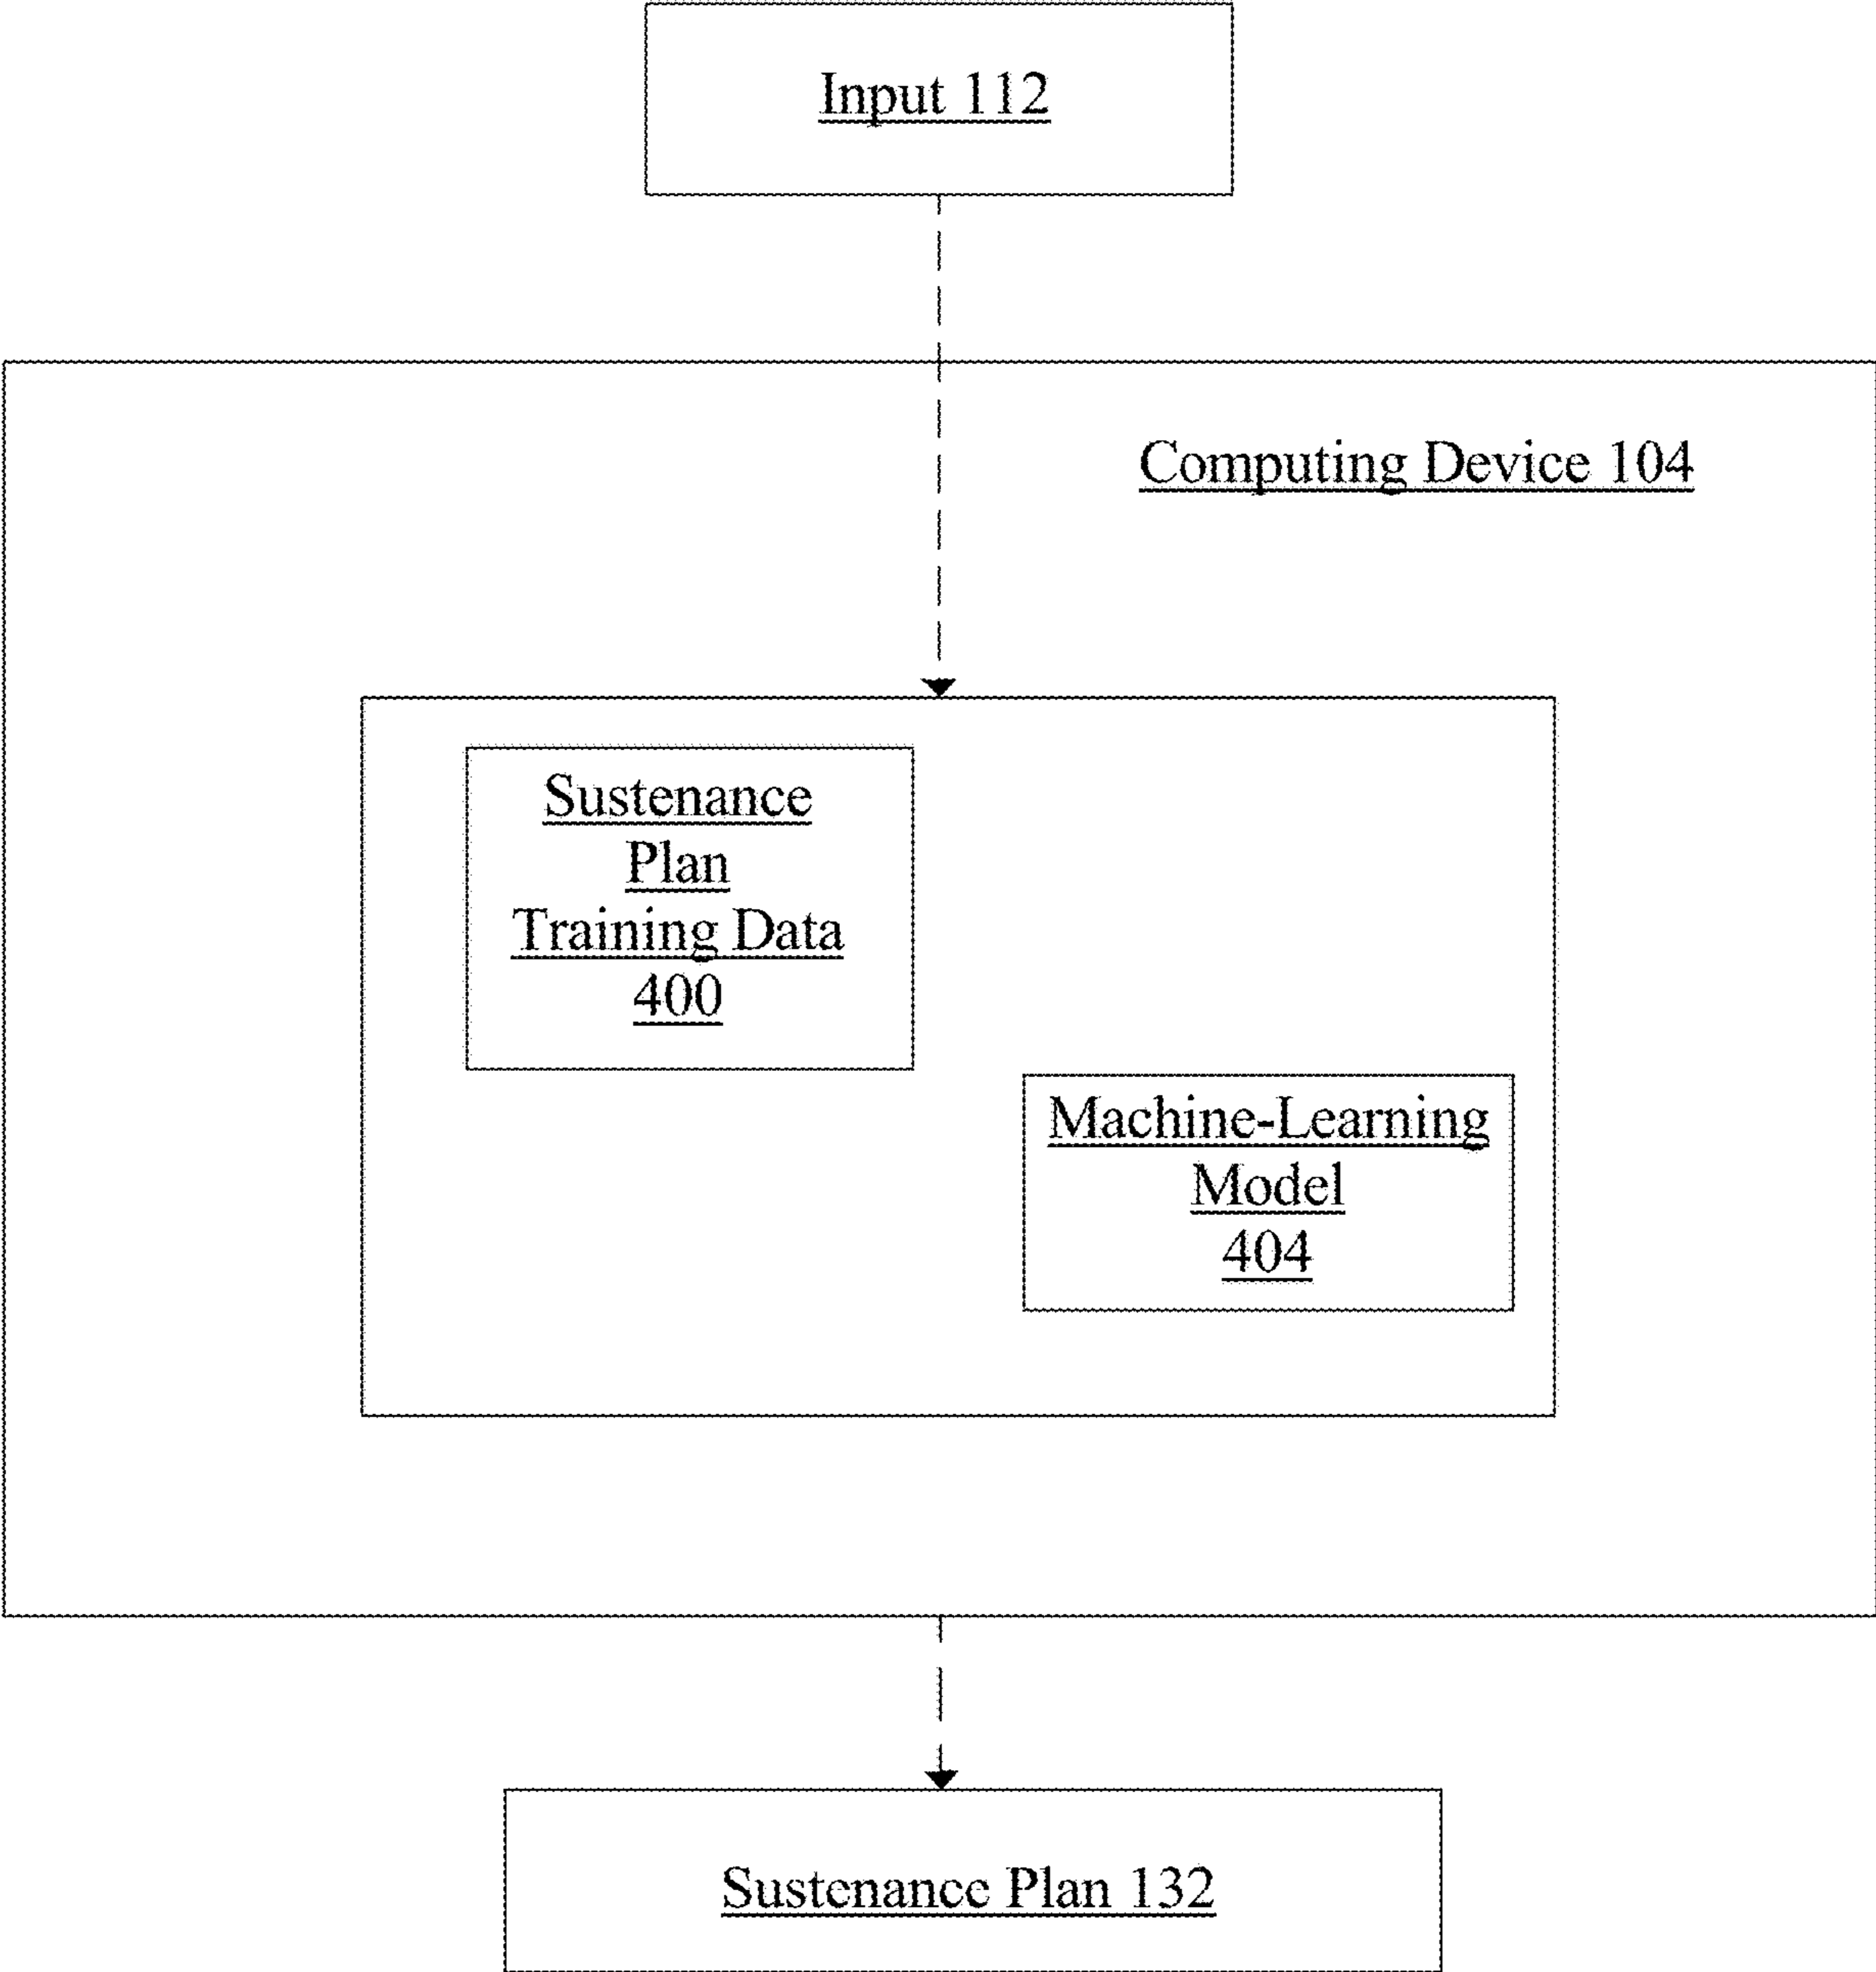 Input 112
Computing Device 104
Sustenance
Plan
Training Data
400
Machine-Learning
Model
404
Sustenance Plan 132